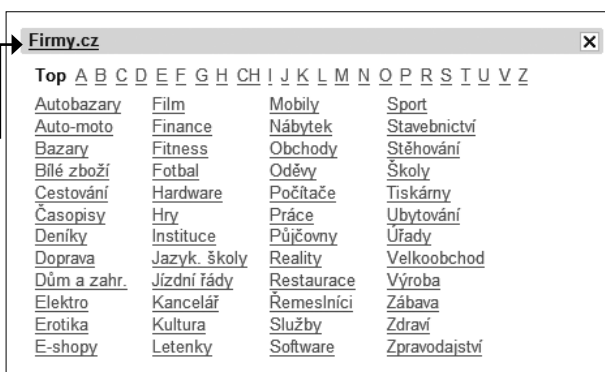 Firmy.cz
Top A B C D E F G H CH I J K L M N O P R S T U V Z
Autobazary Film Mobily Sport
Auto-moto Finance Nábytek Stavebnictví
Bazary Fitness Obchody Stěhování
Bílé zboží Fotbal Oděvy Školy
Cestování Hardware Počítače Tiskárny
Časopisy Hry Práce Ubytování
Deníky Instituce Půjčovny Úřady
Doprava Jazyk. školy Reality Velkoobchod
Dům a zahr. Jízdní řády Restaurace Výroba
Elektro Kancelář Řemeslníci Zábava
Erotika Kultura Služby Zdraví
E-shopy Letenky Software Zpravodajství